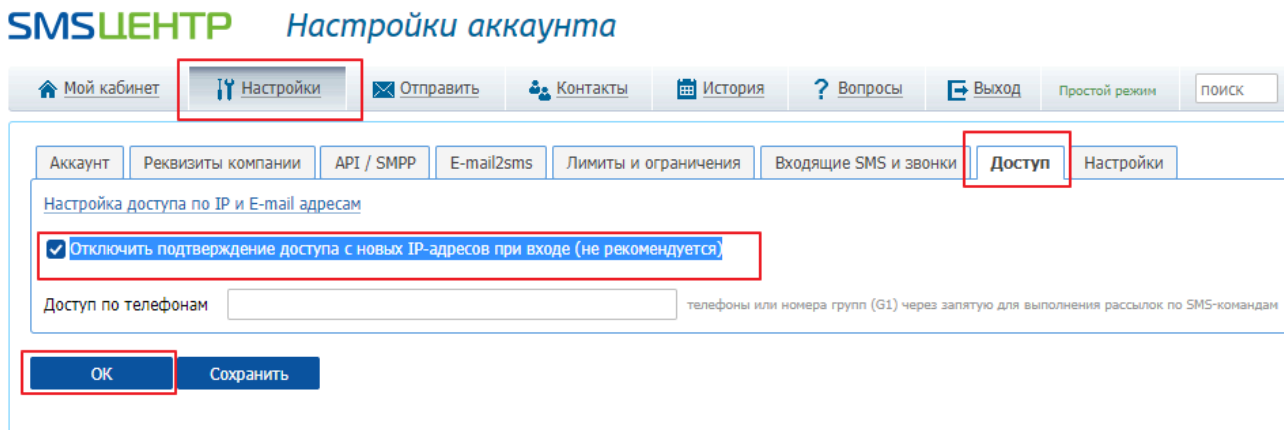 SMSЦЕНТР Настройки аккаунта
Мой кабинет Настройки Отправить Контакты История Вопросы Выход Простой режим поиск
Аккаунт Реквизиты компании API / SMPP E-mail2sms Лимиты и ограничения Входящие SMS и звонки Доступ Настройки
Настройка доступа по IP и E-mail адресам
Отключить подтверждение доступа с новых IP-адресов при входе (не рекомендуется)
Доступ по телефонам телефоны или номера групп (G1) через запятую для выполнения рассылок по SMS-командам
OK Сохранить